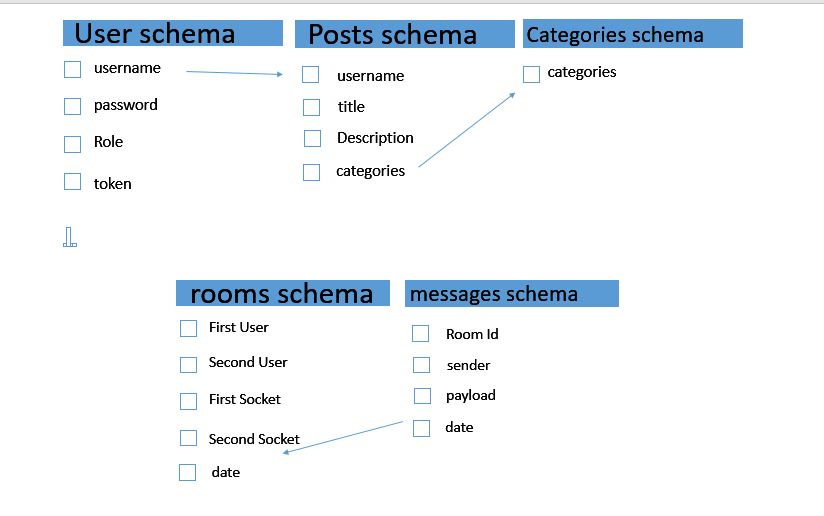 User schema
username
password
Role
token
Posts schema
username
title
Description
categories
Categories schema
categories
rooms schema
First User
Second User
First Socket
Second Socket
date
messages schema
Room Id
sender
payload
date